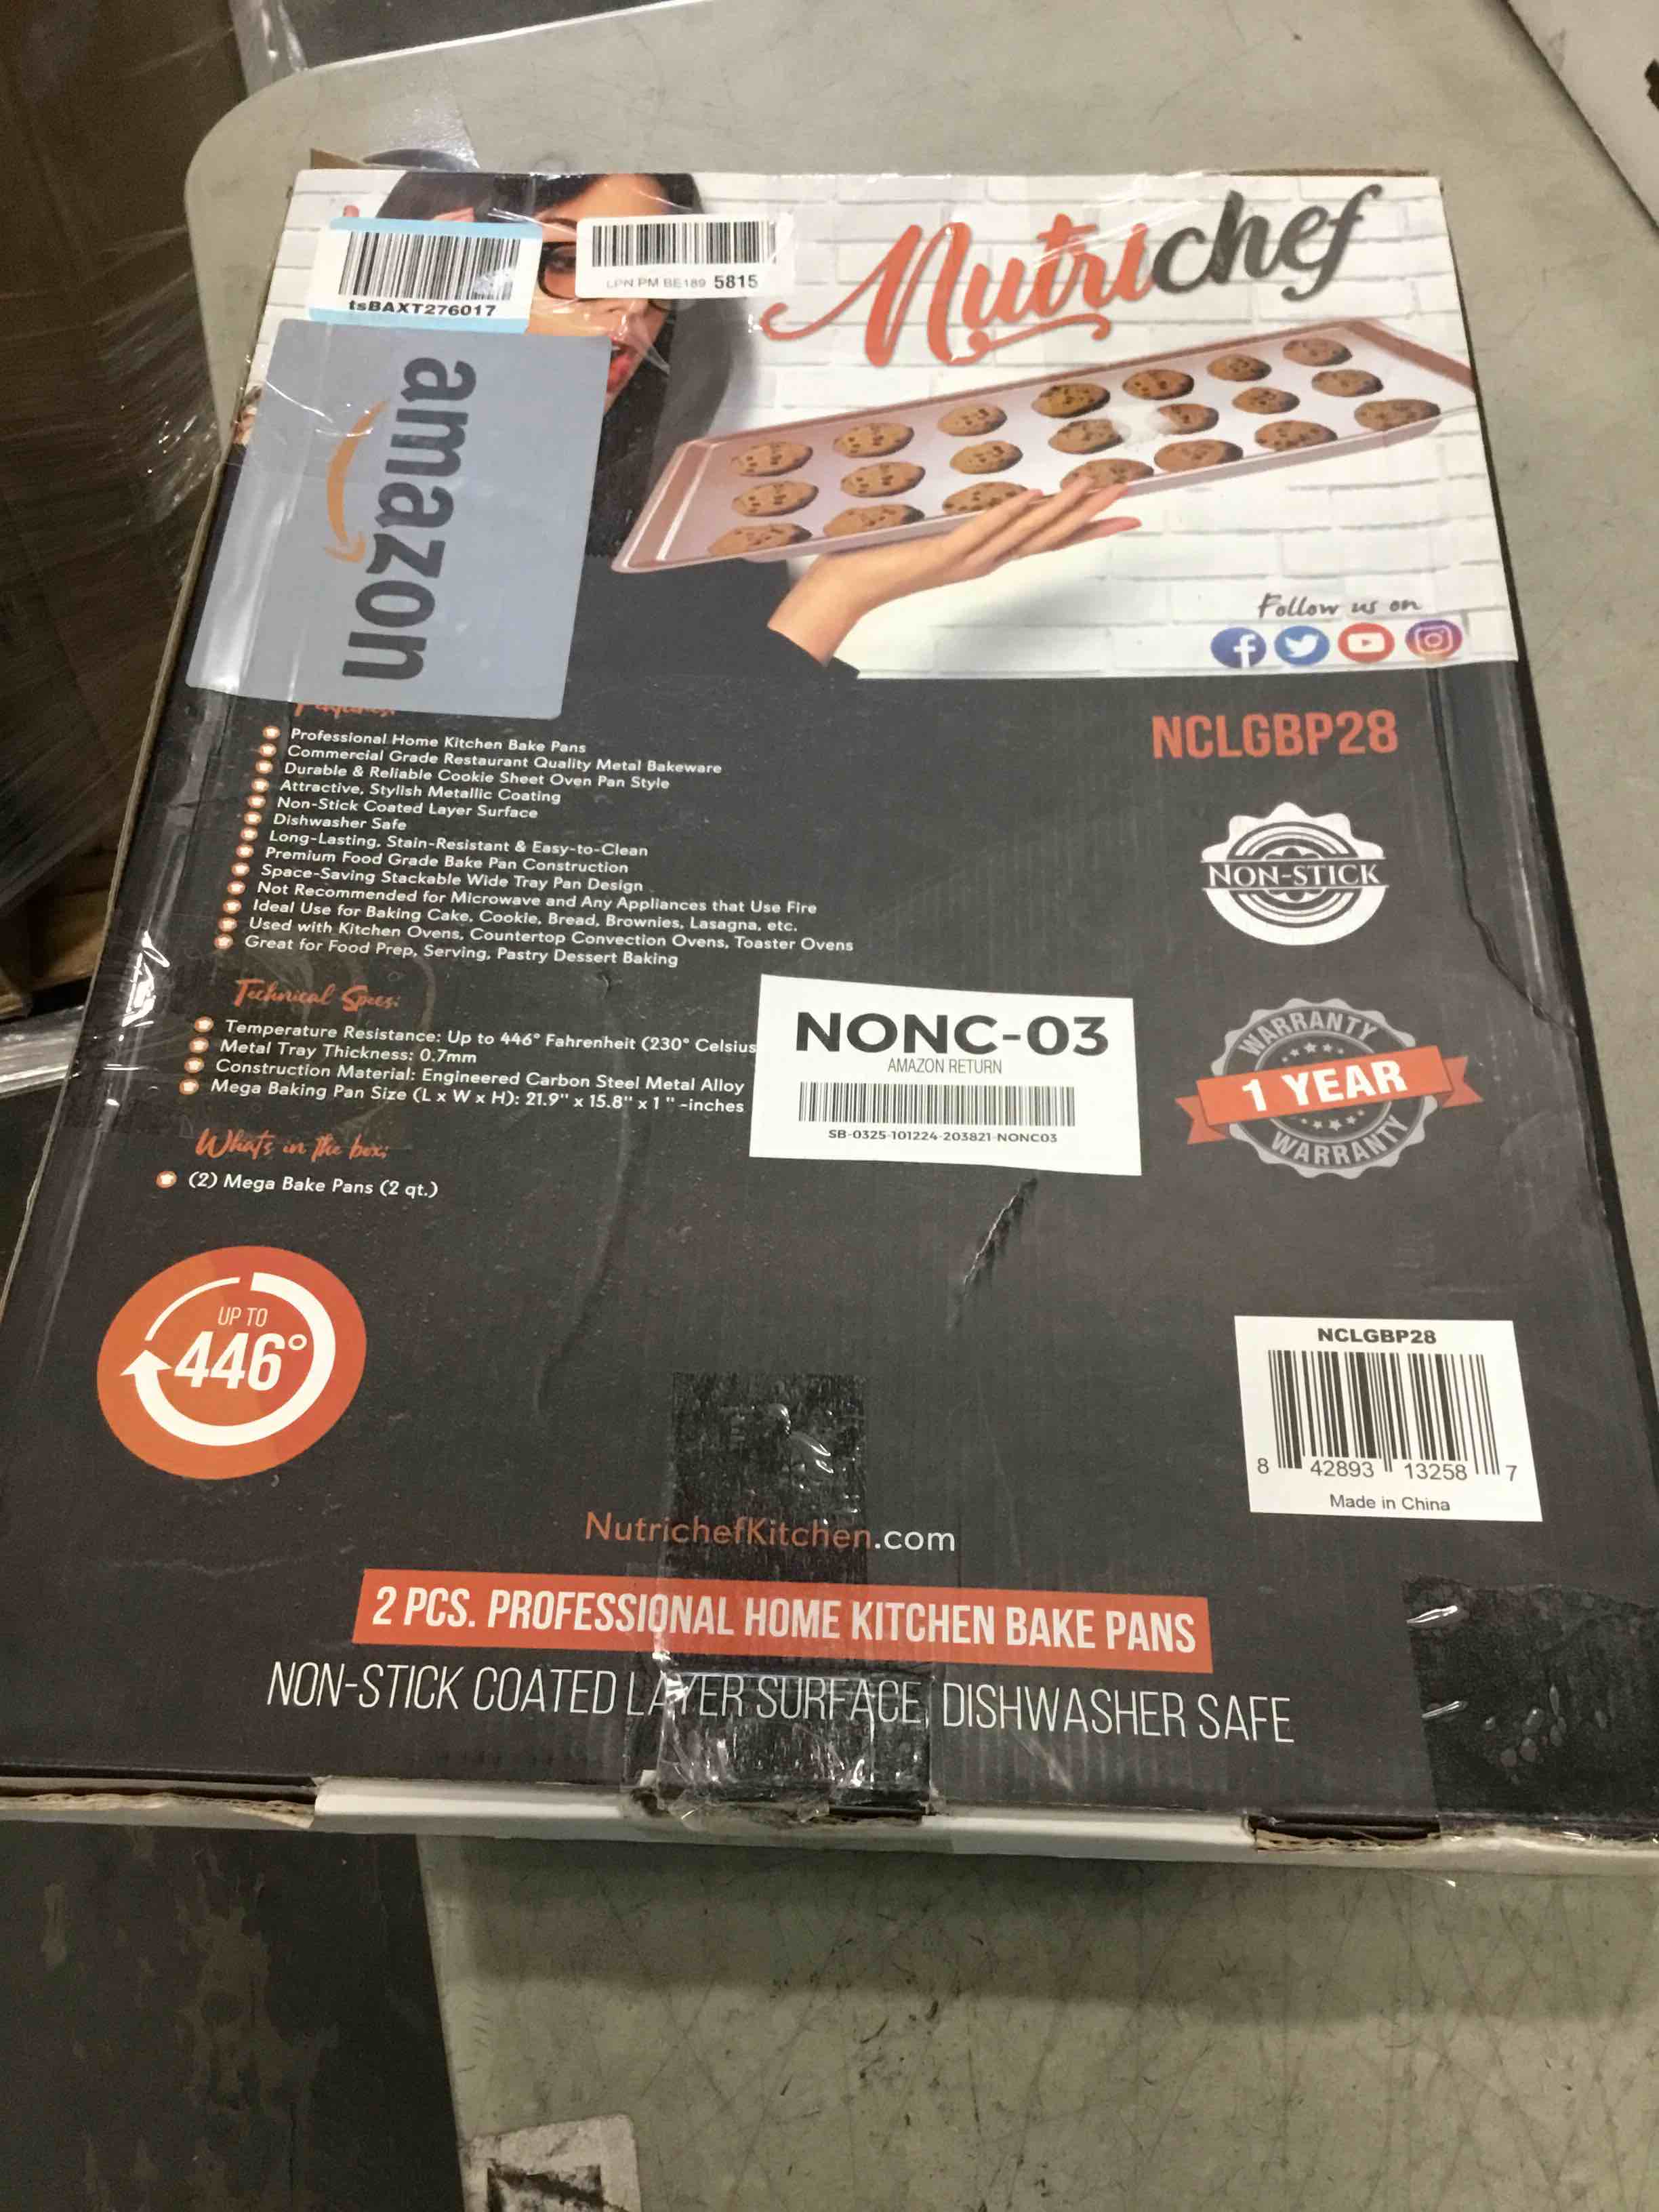 Nutrichef
tsBAXT276017
LPN PM BE189 5815
amazon
Follow us on
Features:
Professional Home Kitchen Bake Pans
Commercial Grade Restaurant Quality Metal Bakeware
Durable & Reliable Cookie Sheet Oven Pan Style
Attractive, Stylish Metallic Coating
Non-Stick Coated Layer Surface
Dishwasher Safe
Long-Lasting, Stain-Resistant & Easy-to-Clean
Premium Food Grade Bake Pan Construction
Space-Saving Stackable Wide Tray Pan Design
Not Recommended for Microwave and Any Appliances that Use Fire
Ideal Use for Baking Cake, Cookie, Bread, Brownies, Lasagna, etc.
Used with Kitchen Ovens, Countertop Convection Ovens, Toaster Ovens
Great for Food Prep, Serving, Pastry Dessert Baking
NCLGBP28
NON-STICK
Technical Specs:
Temperature Resistance: Up to 446° Fahrenheit (230° Celsius
Metal Tray Thickness: 0.7mm
Construction Material: Engineered Carbon Steel Metal Alloy
Mega Baking Pan Size (L x W x H): 21.9" x 15.8" x 1 " -inches
NONC-03
AMAZON RETURN
SB-0325-101224-203821-NONC03
WARRANTY
1 YEAR
WARRANTY
What's in the box:
(2) Mega Bake Pans (2 qt.)
UP TO
446°
NCLGBP28
8 42893 13258 7
Made in China
NutrichefKitchen.com
2 PCS. PROFESSIONAL HOME KITCHEN BAKE PANS
NON-STICK COATED LAYER SURFACE, DISHWASHER SAFE